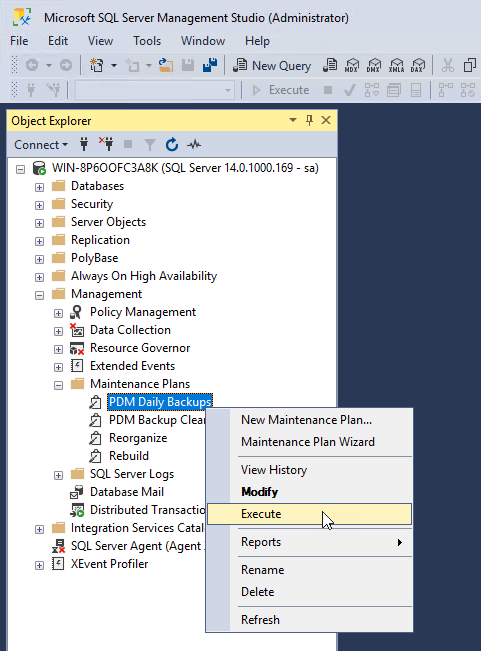 Microsoft SQL Server Management Studio (Administrator)
File Edit View Tools Window Help
New Query MDX DMX XMLA DAX
Execute
Object Explorer
Connect
WIN-8P6OOFC3A8K (SQL Server 14.0.1000.169 - sa)
Databases
Security
Server Objects
Replication
PolyBase
Always On High Availability
Management
Policy Management
Data Collection
Resource Governor
Extended Events
Maintenance Plans
PDM Daily Backups
PDM Backup Clear
Reorganize
Rebuild
SQL Server Logs
Database Mail
Distributed Transactio
Integration Services Catal
SQL Server Agent (Agent
XEvent Profiler
New Maintenance Plan...
Maintenance Plan Wizard
View History
Modify
Execute
Reports
Rename
Delete
Refresh